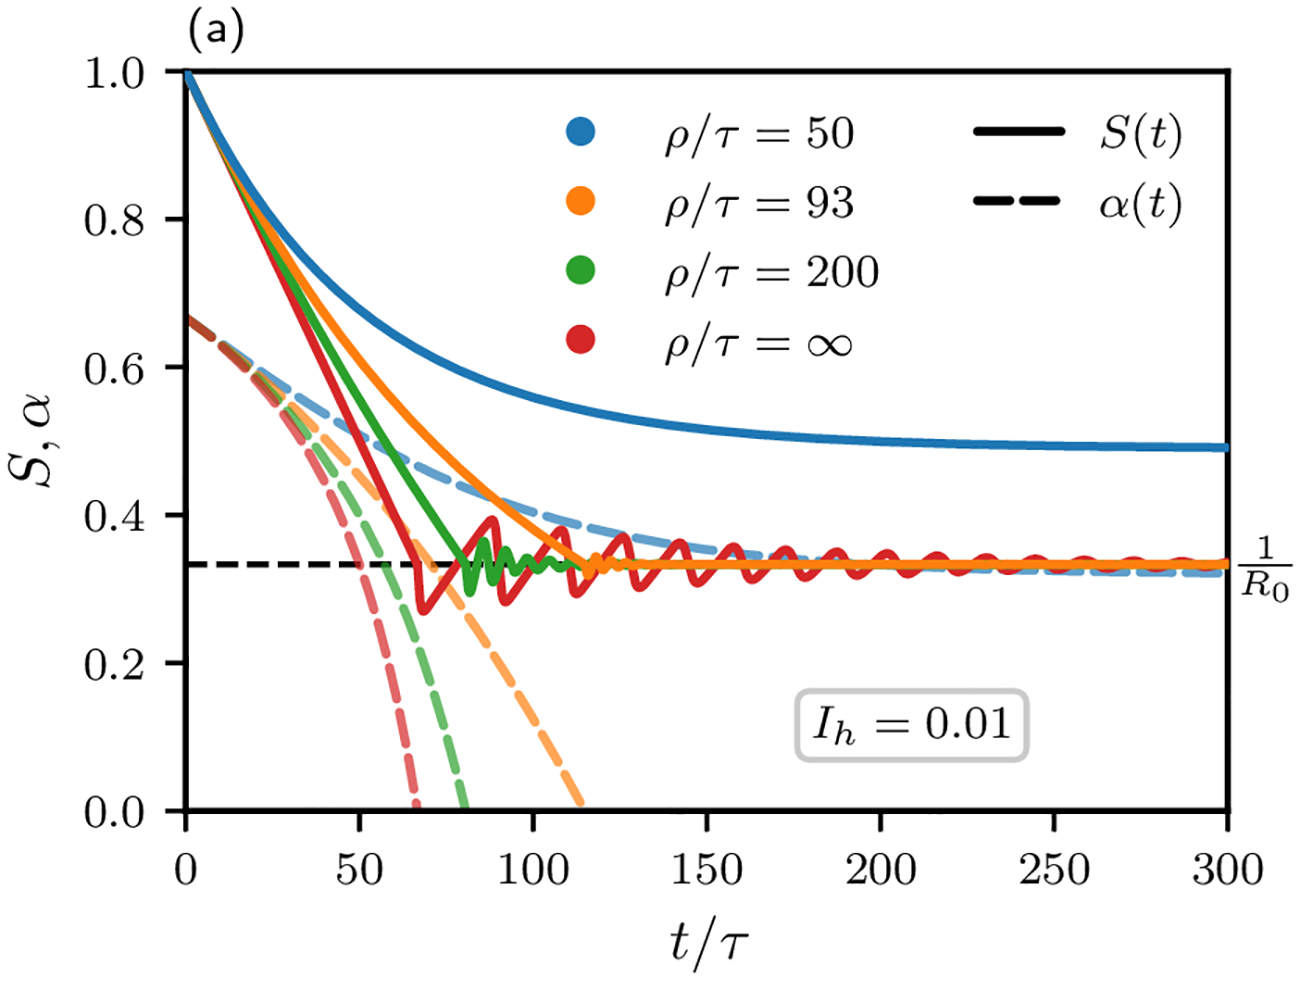 (a)
1.0
0.8
0.6
0.4
0.2
0.0
S, α
ρ/τ = 50
ρ/τ = 93
ρ/τ = 200
ρ/τ = ∞
S(t)
α(t)
1
R₀
I_h = 0.01
0 50 100 150 200 250 300
t/τ